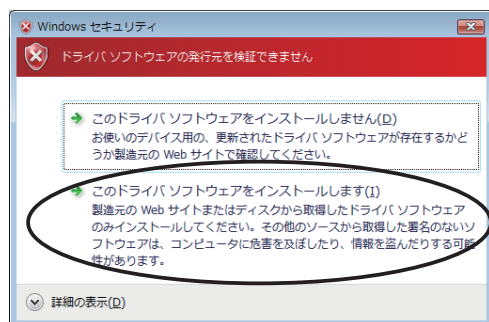 Windows セキュリティ
ドライバ ソフトウェアの発行元を検証できません
このドライバ ソフトウェアをインストールしません(D)
お使いのデバイス用の、更新されたドライバ ソフトウェアが存在するかど
うか製造元の Web サイトで確認してください。
このドライバ ソフトウェアをインストールします(I)
製造元の Web サイトまたはディスクから取得したドライバ ソフトウェア
のみインストールしてください。その他のソースから取得した署名のないソ
フトウェアは、コンピュータに危害を及ぼしたり、情報を盗んだりする可能
性があります。
詳細の表示(D)